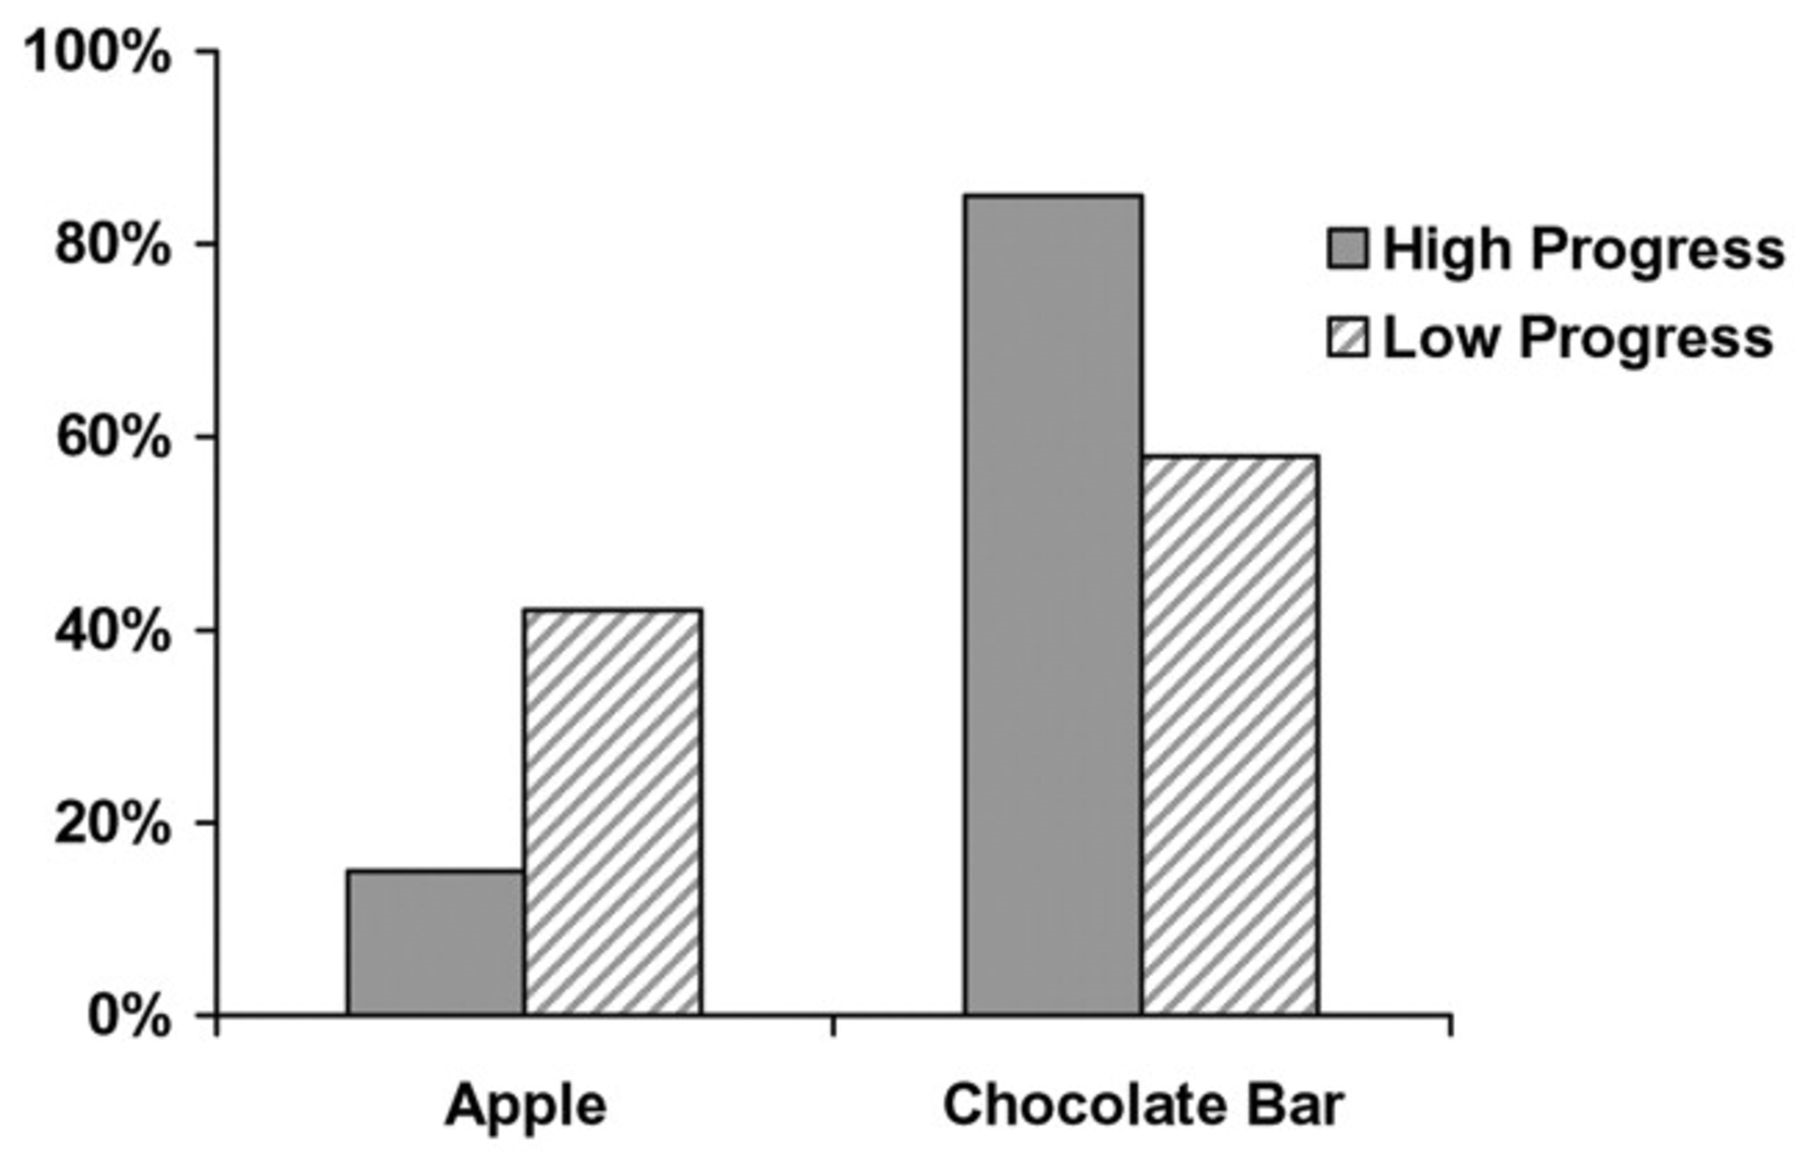 100%
80%
60%
40%
20%
0%
Apple
Chocolate Bar
High Progress
Low Progress